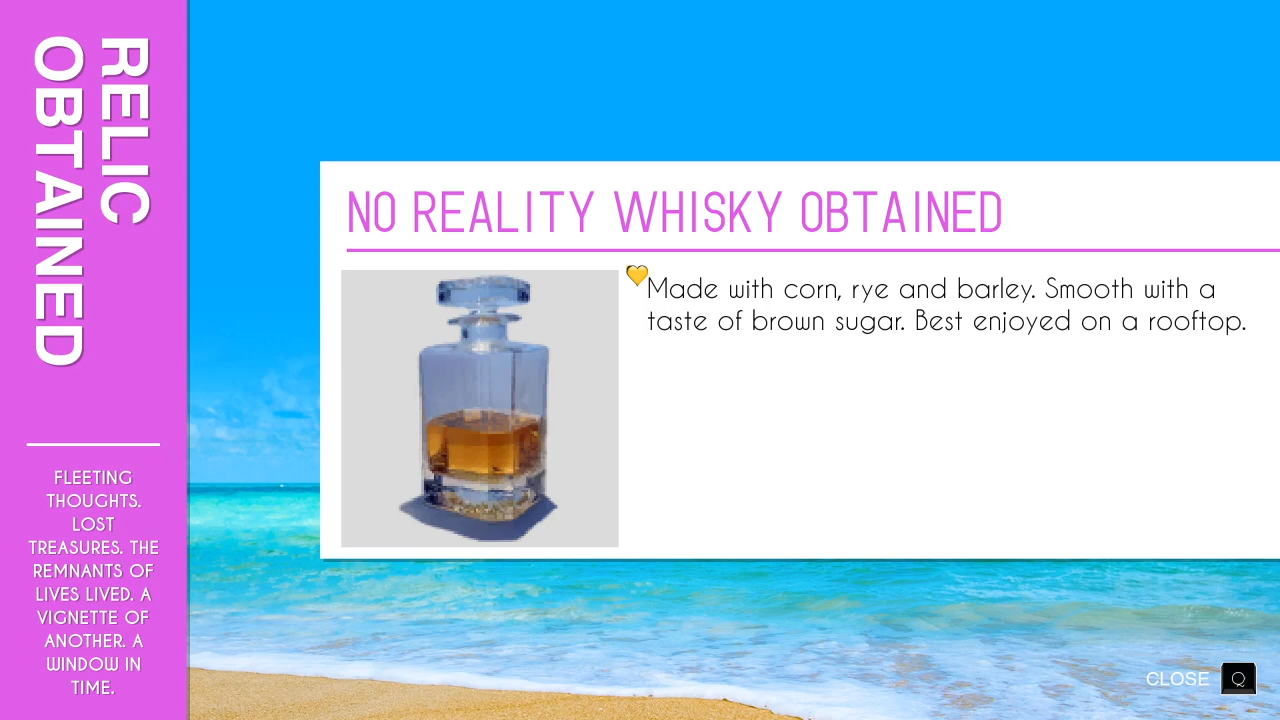 RELIC
OBTAINED
FLEETING
THOUGHTS.
LOST
TREASURES. THE
REMNANTS OF
LIVES LIVED. A
VIGNETTE OF
ANOTHER. A
WINDOW IN
TIME.
NO REALITY WHISKY OBTAINED
Made with corn, rye and barley. Smooth with a
taste of brown sugar. Best enjoyed on a rooftop.
CLOSE Q